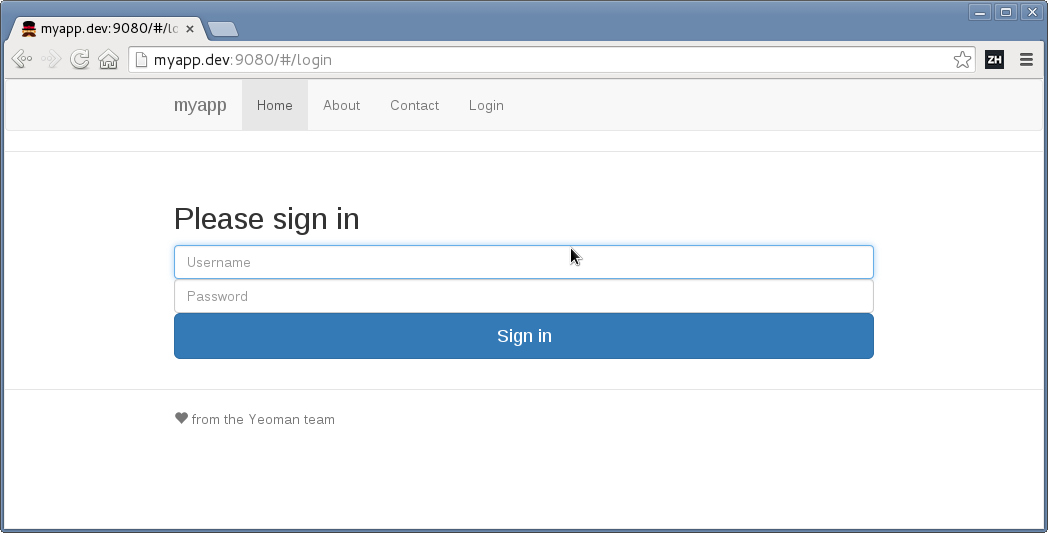 myapp.dev:9080/#/lo
myapp.dev:9080/#/login
ZH
myapp Home About Contact Login
Please sign in
Username
Password
Sign in
from the Yeoman team